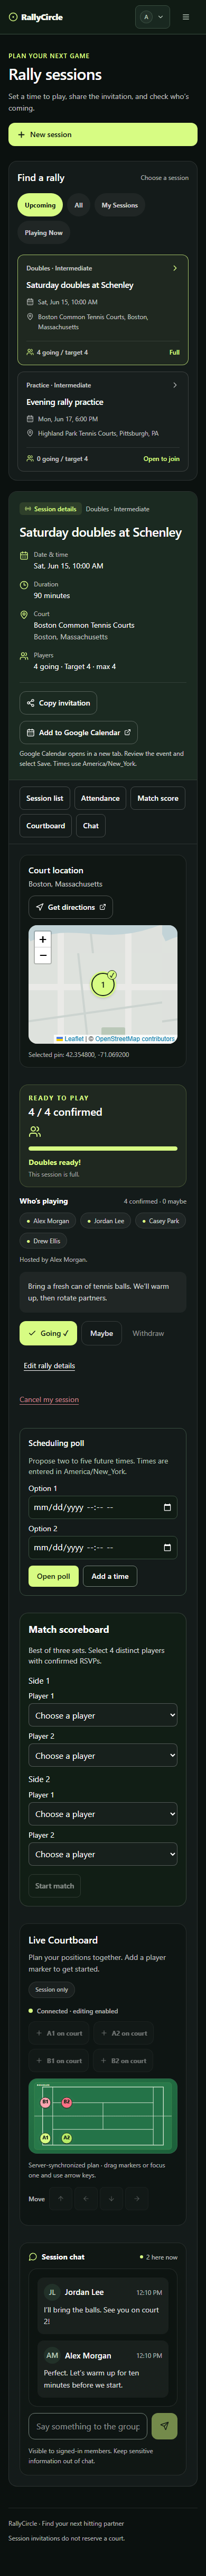 RallyCircle
A
PLAN YOUR NEXT GAME
Rally sessions
Set a time to play, share the invitation, and check who's
coming.
+ New session
Find a rally
Choose a session
Upcoming
All
My Sessions
Playing Now
Doubles · Intermediate
Saturday doubles at Schenley
Sat, Jun 15, 10:00 AM
Boston Common Tennis Courts, Boston,
Massachusetts
4 going / target 4
Full
Practice · Intermediate
Evening rally practice
Mon, Jun 17, 6:00 PM
Highland Park Tennis Courts, Pittsburgh, PA
0 going / target 4
Open to join
Session details
Doubles · Intermediate
Saturday doubles at Schenley
Date & time
Sat, Jun 15, 10:00 AM
Duration
90 minutes
Court
Boston Common Tennis Courts
Boston, Massachusetts
Players
4 going · Target 4 · max 4
Copy invitation
Add to Google Calendar
Google Calendar opens in a new tab. Review the event and
select Save. Times use America/New_York.
Session list
Attendance
Match score
Courtboard
Chat
Court location
Boston, Massachusetts
Get directions
+
−
1
✓
Leaflet | © OpenStreetMap contributors
Selected pin: 42.354800, -71.069200
READY TO PLAY
4 / 4 confirmed
Doubles ready!
This session is full.
Who's playing
4 confirmed · 0 maybe
Alex Morgan
Jordan Lee
Casey Park
Drew Ellis
Hosted by Alex Morgan.
Bring a fresh can of tennis balls. We'll warm
up, then rotate partners.
Going ✓
Maybe
Withdraw
Edit rally details
Cancel my session
Scheduling poll
Propose two to five future times. Times
are entered in America/New_York.
Option 1
mm/dd/yyyy --:-- --
Option 2
mm/dd/yyyy --:-- --
Open poll
Add a time
Match scoreboard
Best of three sets. Select 4 distinct players
with confirmed RSVPs.
Side 1
Player 1
Choose a player
Player 2
Choose a player
Side 2
Player 1
Choose a player
Player 2
Choose a player
Start match
Live Courtboard
Plan your positions together. Add a player
marker to get started.
Session only
Connected · editing enabled
+ A1 on court
+ A2 on court
+ B1 on court
+ B2 on court
B1
B2
A1
A2
Server-synchronized plan · drag markers or focus
one and use arrow keys.
Move
Session chat
2 here now
JL
Jordan Lee
12:10 PM
I'll bring the balls. See you on court
2!
AM
Alex Morgan
12:10 PM
Perfect. Let's warm up for ten
minutes before we start.
Say something to the group
Visible to signed-in members. Keep sensitive
information out of chat.
RallyCircle · Find your next hitting partner
Session invitations do not reserve a court.